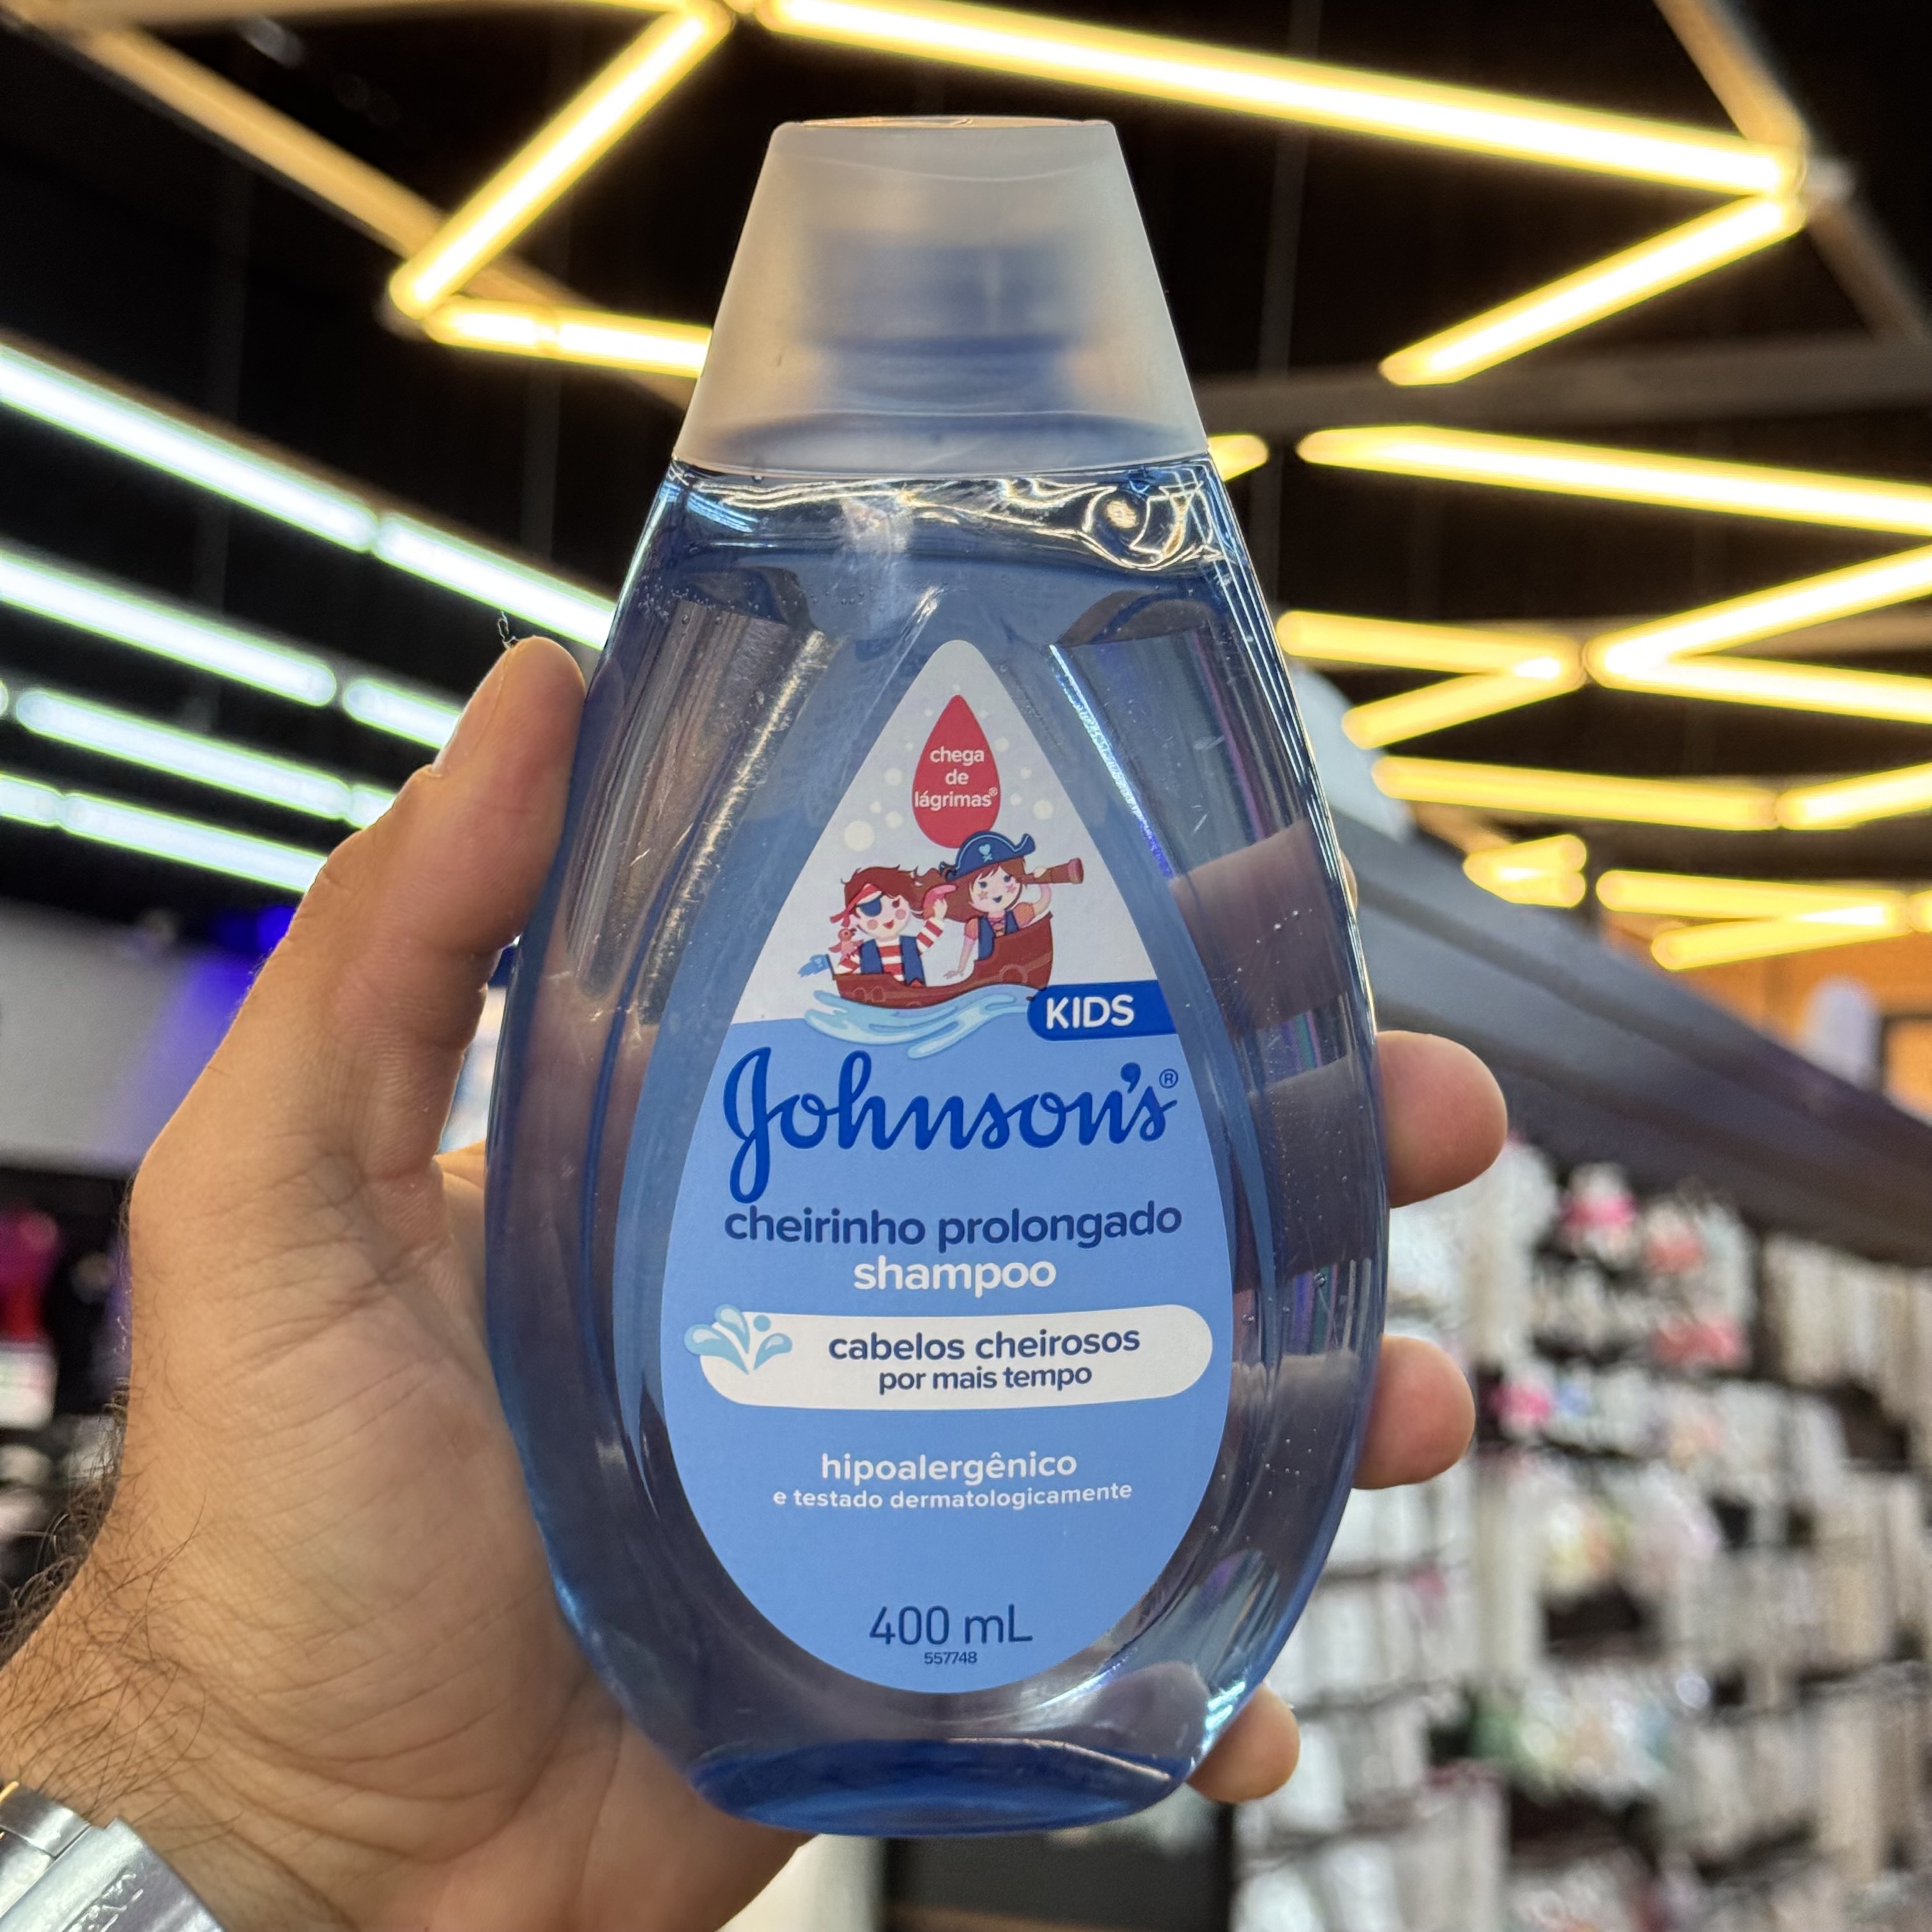 chega
de
lágrimas®
KIDS
Johnson's®
cheirinho prolongado
shampoo
cabelos cheirosos
por mais tempo
hipoalergênico
e testado dermatologicamente
400 mL
557748